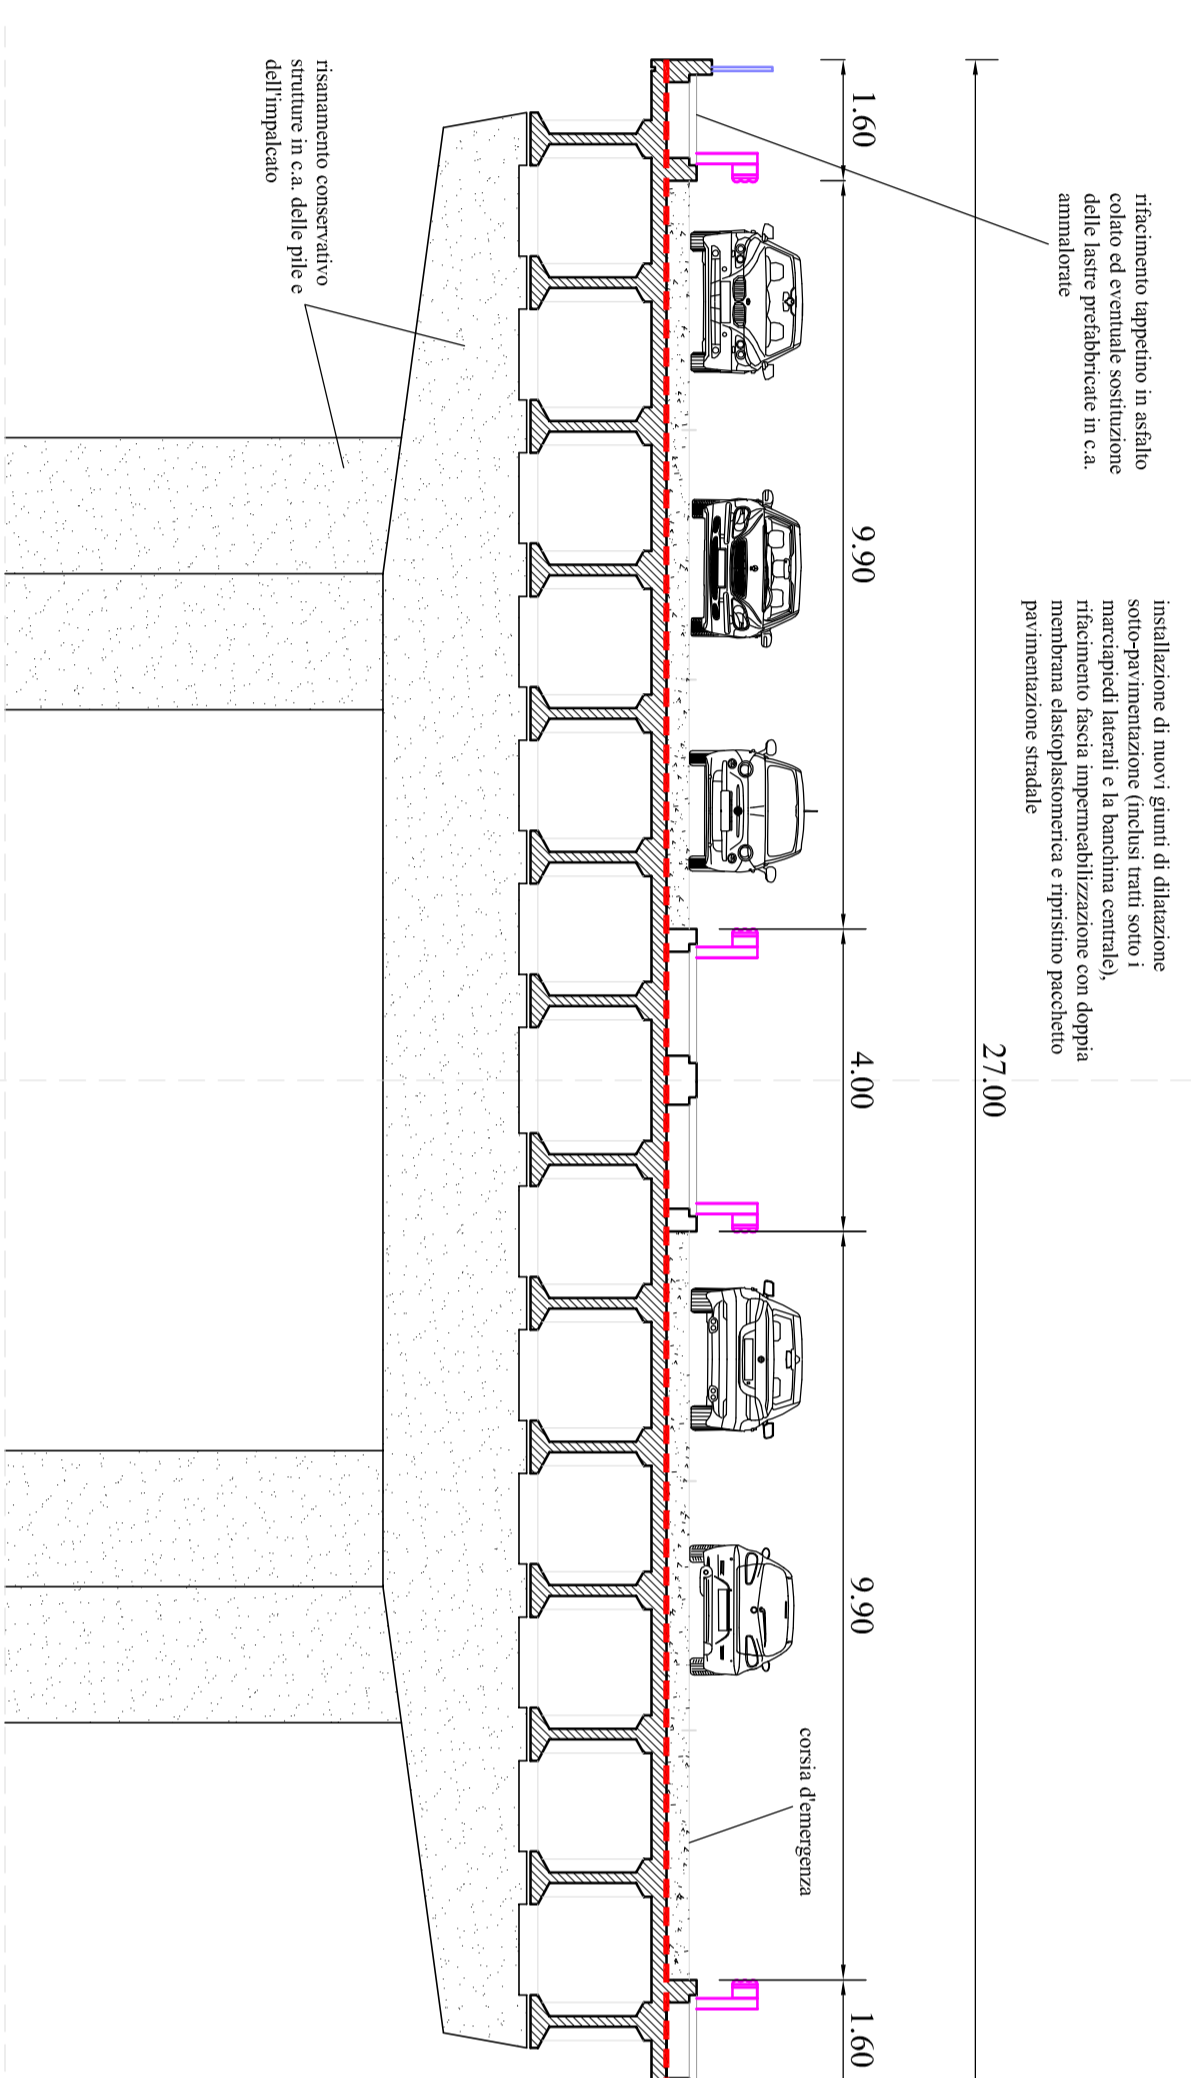 rifacimento tappetino in asfalto
colato ed eventuale sostituzione
delle lastre prefabbricate in c.a.
ammalorate
installazione di nuovi giunti di dilatazione
sotto-pavimentazione (inclusi tratti sotto i
marciapiedi laterali e la banchina centrale),
rifacimento fascia impermeabilizzazione con doppia
membrana elastoplastomerica e ripristino pacchetto
pavimentazione stradale
27.00
1.60
9.90
4.00
9.90
1.60
corsia d'emergenza
risanamento conservativo
strutture in c.a. delle pile e
dell'impalcato